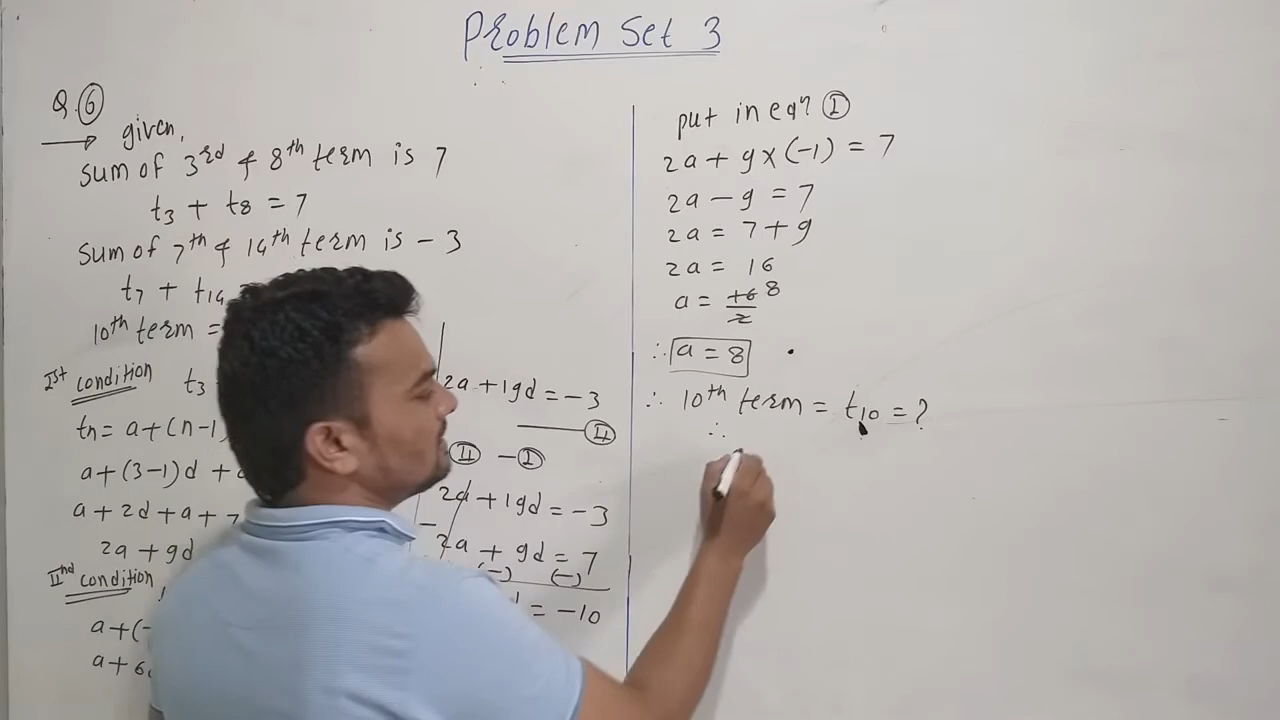 Problem Set 3
Q. 6
given,
Sum of 3rd & 8th term is 7
t3 + t8 = 7
Sum of 7th & 14th term is - 3
t7 + t14
10th term =
Ist condition t3
tn = a + (n-1)
a + (3-1)d +
a + 2d + a + 7
2a + 9d
IInd condition
a + (
a + 6
2a + 19d = -3
II
II - I
2a + 19d = -3
- 2a + 9d = 7
(-) (-)
= -10
put in eqn I
2a + 9 x (-1) = 7
2a - 9 = 7
2a = 7 + 9
2a = 16
a = 16/2 8
∴ a = 8
∴ 10th term = t10 = ?
∴